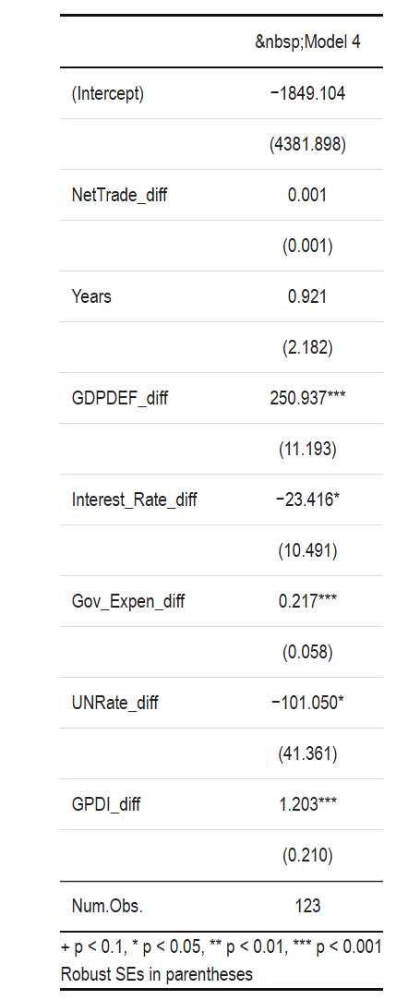 &nbsp;Model 4
(Intercept) −1849.104
(4381.898)
NetTrade_diff 0.001
(0.001)
Years 0.921
(2.182)
GDPDEF_diff 250.937***
(11.193)
Interest_Rate_diff −23.416*
(10.491)
Gov_Expen_diff 0.217***
(0.058)
UNRate_diff −101.050*
(41.361)
GPDI_diff 1.203***
(0.210)
Num.Obs. 123
+ p < 0.1, * p < 0.05, ** p < 0.01, *** p < 0.001
Robust SEs in parentheses